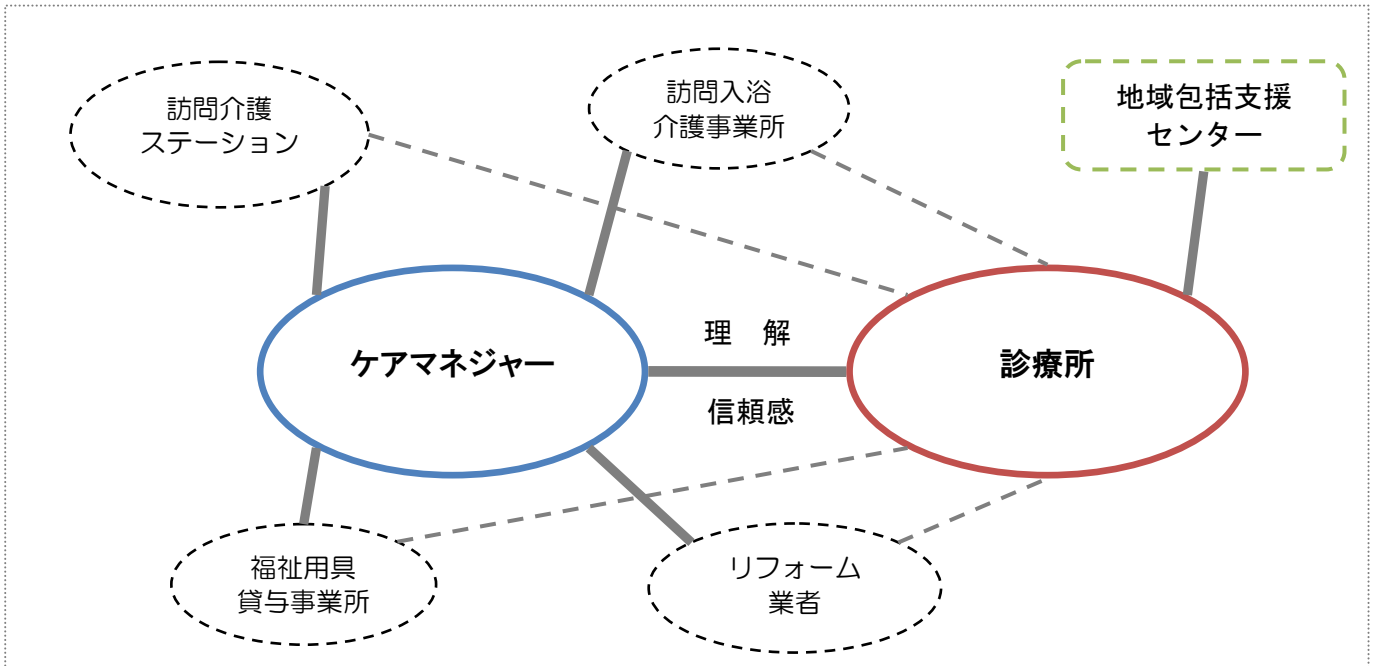 訪問介護
ステーション
訪問入浴
介護事業所
地域包括支援
センター
ケアマネジャー
理　解
信頼感
診療所
福祉用具
貸与事業所
リフォーム
業者